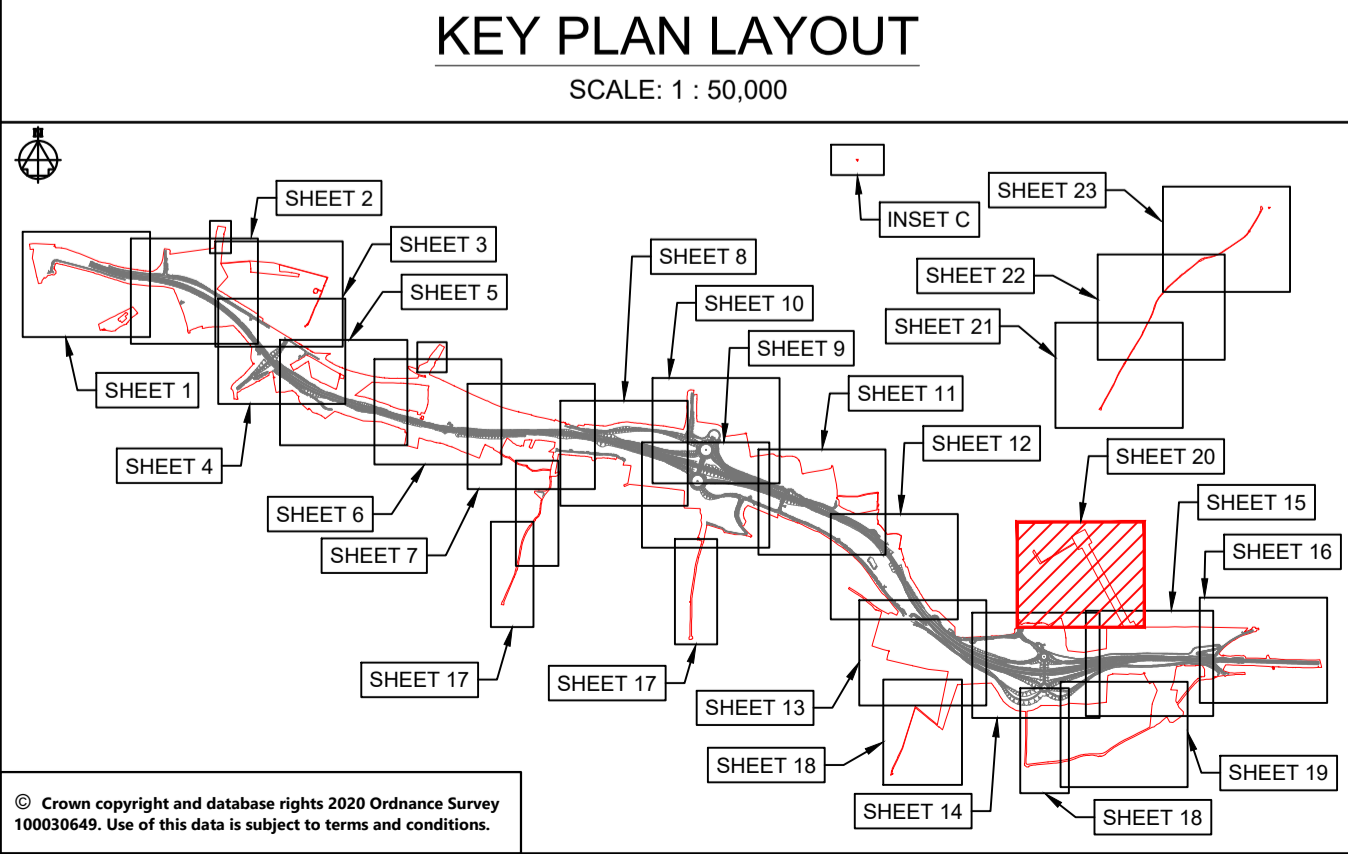 KEY PLAN LAYOUT
SCALE: 1 : 50,000
N
SHEET 2
SHEET 3
SHEET 5
SHEET 1
SHEET 4
SHEET 6
SHEET 7
SHEET 8
SHEET 10
SHEET 9
SHEET 11
SHEET 12
INSET C
SHEET 23
SHEET 22
SHEET 21
SHEET 20
SHEET 15
SHEET 16
SHEET 17
SHEET 17
SHEET 13
SHEET 18
SHEET 14
SHEET 18
SHEET 19
© Crown copyright and database rights 2020 Ordnance Survey
100030649. Use of this data is subject to terms and conditions.